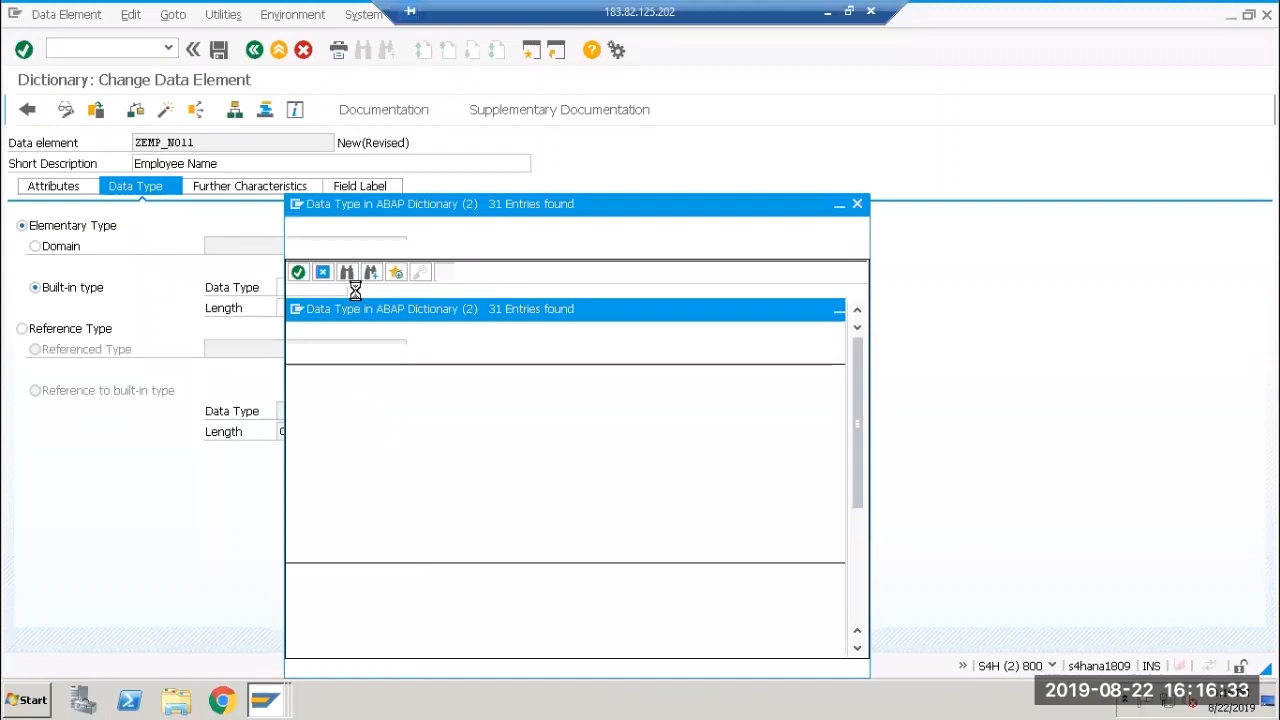 Data Element Edit Goto Utilities Environment System
183.82.125.202
Dictionary: Change Data Element
Documentation Supplementary Documentation
Data element ZEMP_NO11 New(Revised)
Short Description Employee Name
Attributes Data Type Further Characteristics Field Label
Data Type in ABAP Dictionary (2) 31 Entries found
Elementary Type
Domain
Built-in type Data Type
Length
Data Type in ABAP Dictionary (2) 31 Entries found
Reference Type
Referenced Type
Reference to built-in type
Data Type
Length
S4H (2) 800 s4hana1809 INS
Start
2019-08-22 16:16:33
8/22/2019